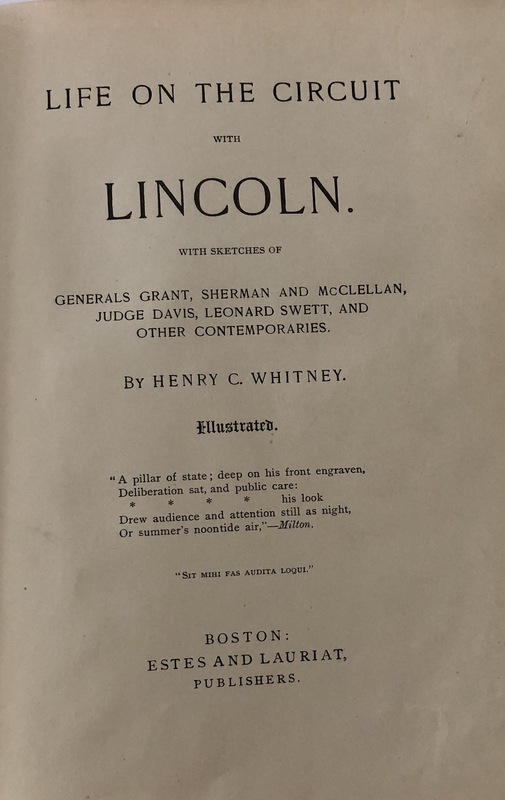 LIFE ON THE CIRCUIT
WITH
LINCOLN.
WITH SKETCHES OF
GENERALS GRANT, SHERMAN AND McCLELLAN,
JUDGE DAVIS, LEONARD SWETT, AND
OTHER CONTEMPORARIES.
BY HENRY C. WHITNEY.
Illustrated.
“A pillar of state; deep on his front engraven,
Deliberation sat, and public care:
* * * * his look
Drew audience and attention still as night,
Or summer's noontide air,”—Milton.
“SIT MIHI FAS AUDITA LOQUI.”
BOSTON:
ESTES AND LAURIAT,
PUBLISHERS.